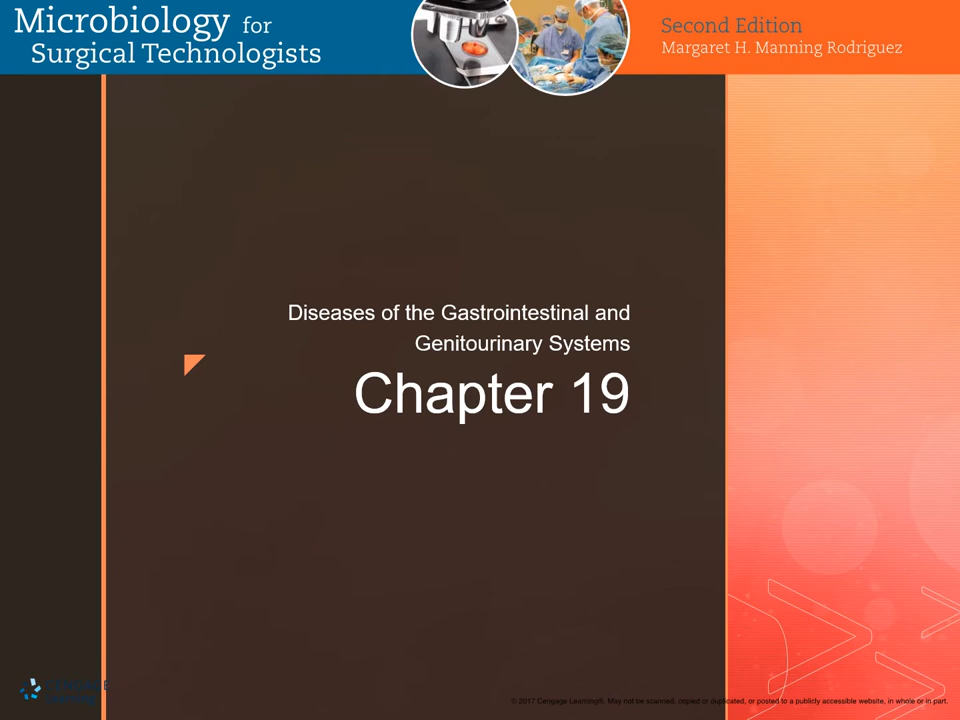 Microbiology for
Surgical Technologists
Second Edition
Margaret H. Manning Rodriguez
Diseases of the Gastrointestinal and
Genitourinary Systems
Chapter 19
CENGAGE
Learning
© 2017 Cengage Learning®. May not be scanned, copied or duplicated, or posted to a publicly accessible website, in whole or in part.